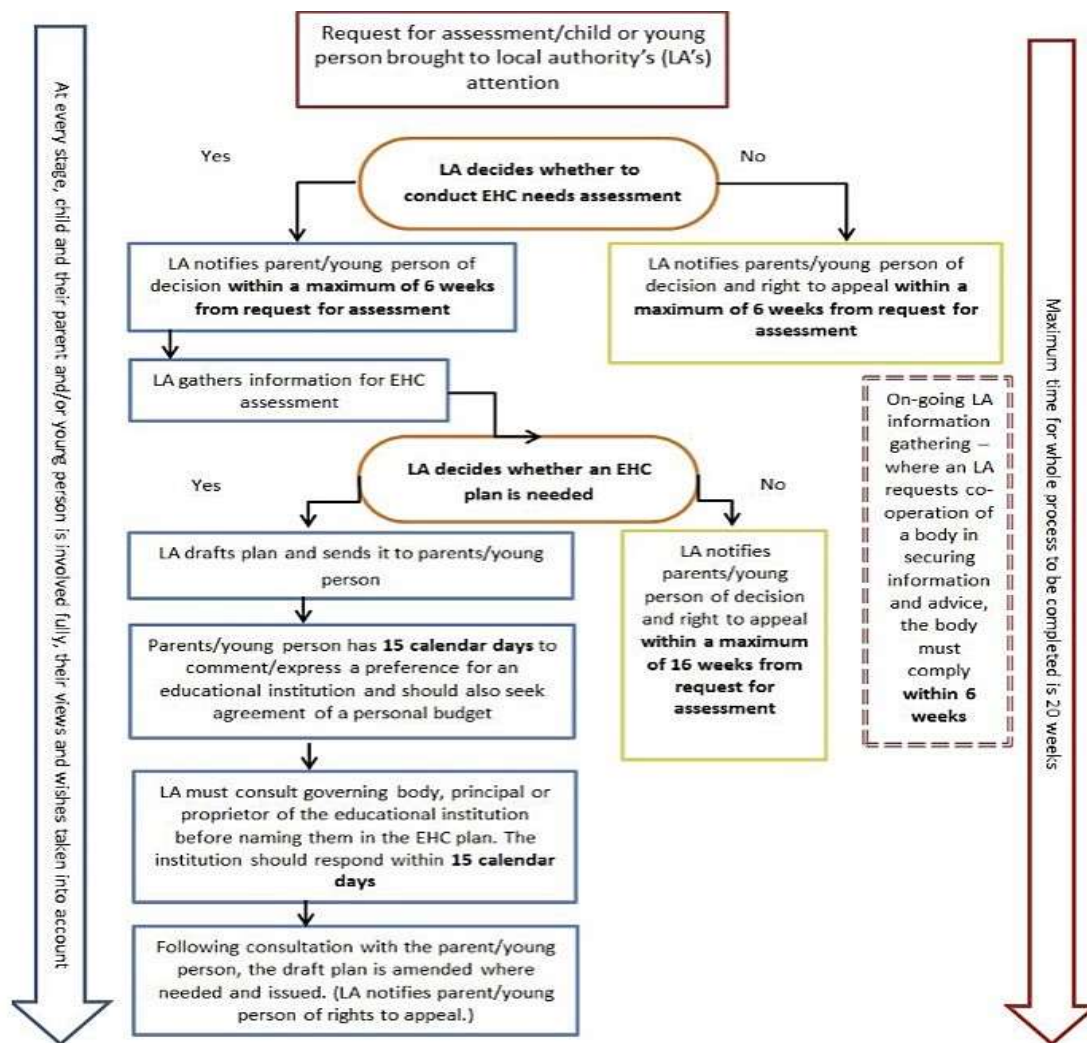 Request for assessment/child or young
person brought to local authority's (LA's)
attention
At every stage, child and their parent and/or young person is involved fully, their views and wishes taken into account
Maximum time for whole process to be completed is 20 weeks
Yes
LA decides whether to
conduct EHC needs assessment
No
LA notifies parent/young person of
decision within a maximum of 6 weeks
from request for assessment
LA notifies parents/young person of
decision and right to appeal within a
maximum of 6 weeks from request for
assessment
LA gathers information for EHC
assessment
On-going LA
information
gathering –
where an LA
requests co-
operation of
a body in
securing
information
and advice,
the body
must
comply
within 6
weeks
Yes
LA decides whether an EHC
plan is needed
No
LA drafts plan and sends it to parents/young
person
LA notifies
parents/young
person of decision
and right to appeal
within a maximum
of 16 weeks from
request for
assessment
Parents/young person has 15 calendar days to
comment/express a preference for an
educational institution and should also seek
agreement of a personal budget
LA must consult governing body, principal or
proprietor of the educational institution
before naming them in the EHC plan. The
institution should respond within 15 calendar
days
Following consultation with the parent/young
person, the draft plan is amended where
needed and issued. (LA notifies parent/young
person of rights to appeal.)